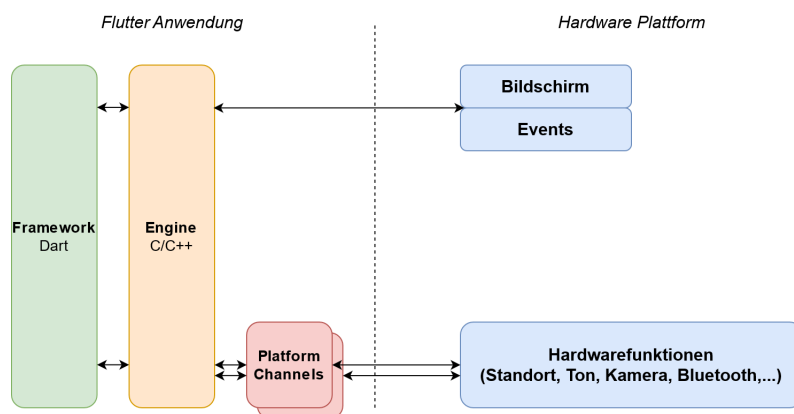 Flutter Anwendung
Hardware Plattform
Bildschirm
Events
Framework
Dart
Engine
C/C++
Platform
Channels
Hardwarefunktionen
(Standort, Ton, Kamera, Bluetooth,...)